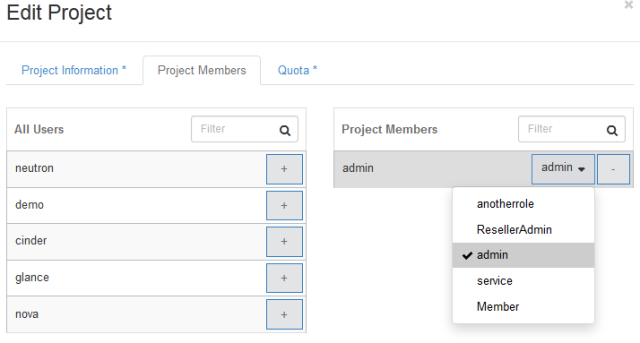 Edit Project
×
Project Information * Project Members Quota *
All Users Filter
neutron +
demo +
cinder +
glance +
nova +
Project Members Filter
admin admin -
anotherrole
ResellerAdmin
admin
service
Member